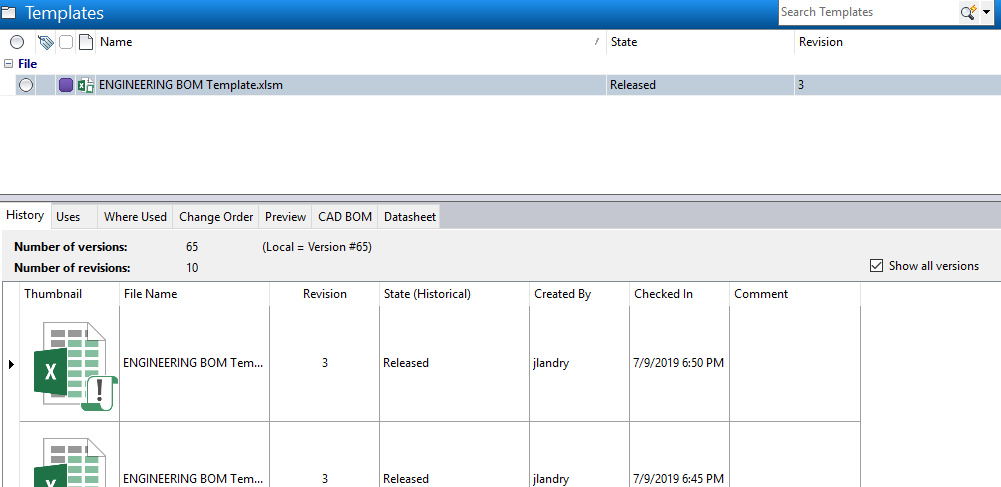 Templates
Search Templates
Name / State Revision
File
ENGINEERING BOM Template.xlsm Released 3
History Uses Where Used Change Order Preview CAD BOM Datasheet
Number of versions: 65 (Local = Version #65)
Number of revisions: 10
Show all versions
Thumbnail File Name Revision State (Historical) Created By Checked In Comment
X ! ENGINEERING BOM Tem... 3 Released jlandry 7/9/2019 6:50 PM
ENGINEERING BOM Tem... 3 Released jlandry 7/9/2019 6:45 PM